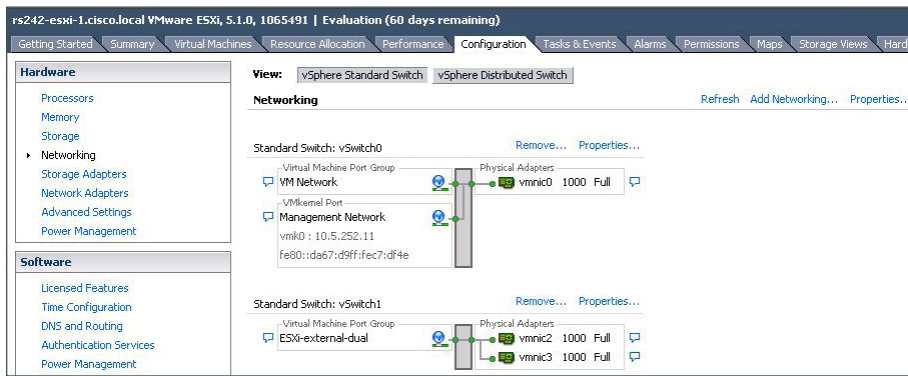 rs242-esxi-1.cisco.local VMware ESXi, 5.1.0, 1065491 | Evaluation (60 days remaining)
Getting Started Summary Virtual Machines Resource Allocation Performance Configuration Tasks & Events Alarms Permissions Maps Storage Views Hard
Hardware
Processors
Memory
Storage
Networking
Storage Adapters
Network Adapters
Advanced Settings
Power Management
Software
Licensed Features
Time Configuration
DNS and Routing
Authentication Services
Power Management
View: vSphere Standard Switch vSphere Distributed Switch
Networking Refresh Add Networking... Properties...
Standard Switch: vSwitch0 Remove... Properties...
Virtual Machine Port Group Physical Adapters
VM Network vmnic0 1000 Full
VMkernel Port
Management Network
vmk0 : 10.5.252.11
fe80::da67:d9ff:fec7:df4e
Standard Switch: vSwitch1 Remove... Properties...
Virtual Machine Port Group Physical Adapters
ESXi-external-dual vmnic2 1000 Full
vmnic3 1000 Full